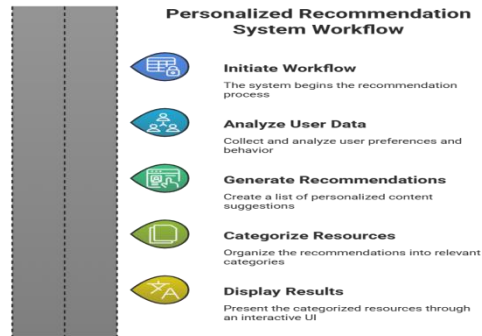 Personalized Recommendation
System Workflow
Initiate Workflow
The system begins the recommendation
process
Analyze User Data
Collect and analyze user preferences and
behavior
Generate Recommendations
Create a list of personalized content
suggestions
Categorize Resources
Organize the recommendations into relevant
categories
Display Results
Present the categorized resources through
an interactive UI